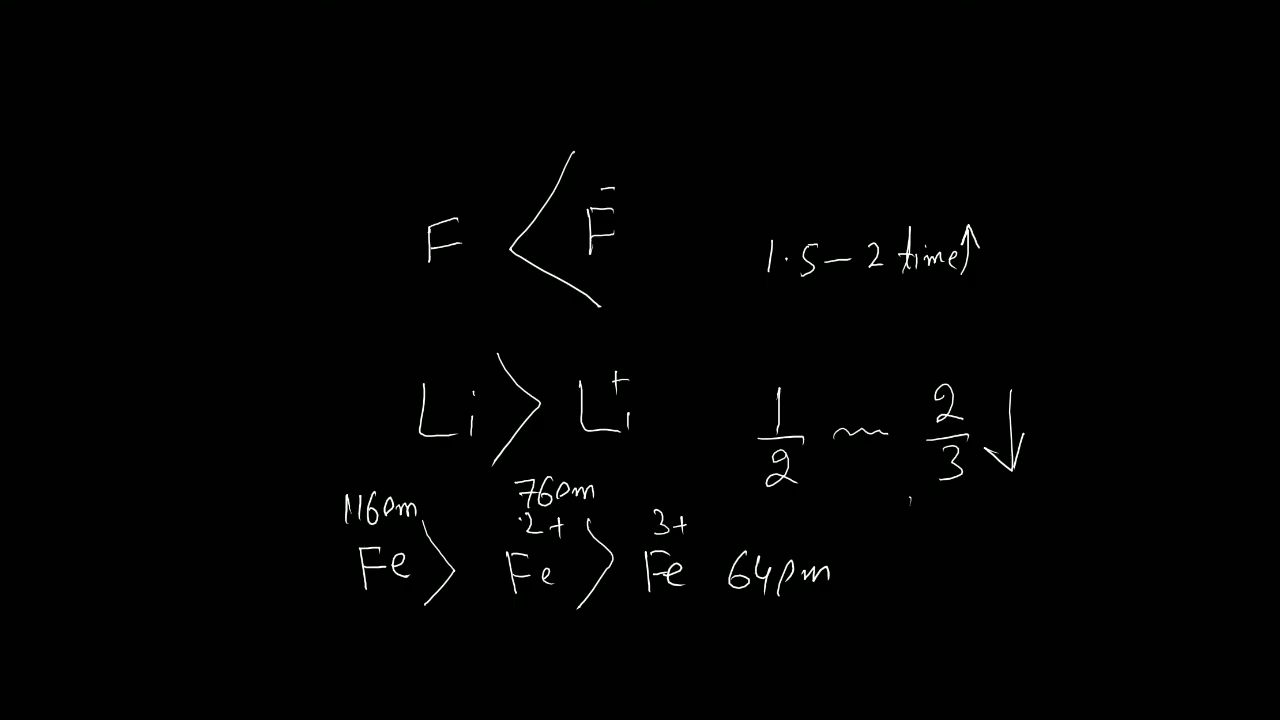 F < F⁻ 1.5 – 2 time ↑
Li > Li⁺ 1/2 ~ 2/3 ↓
116pm 76pm
Fe > Fe²⁺ > Fe³⁺ 64pm